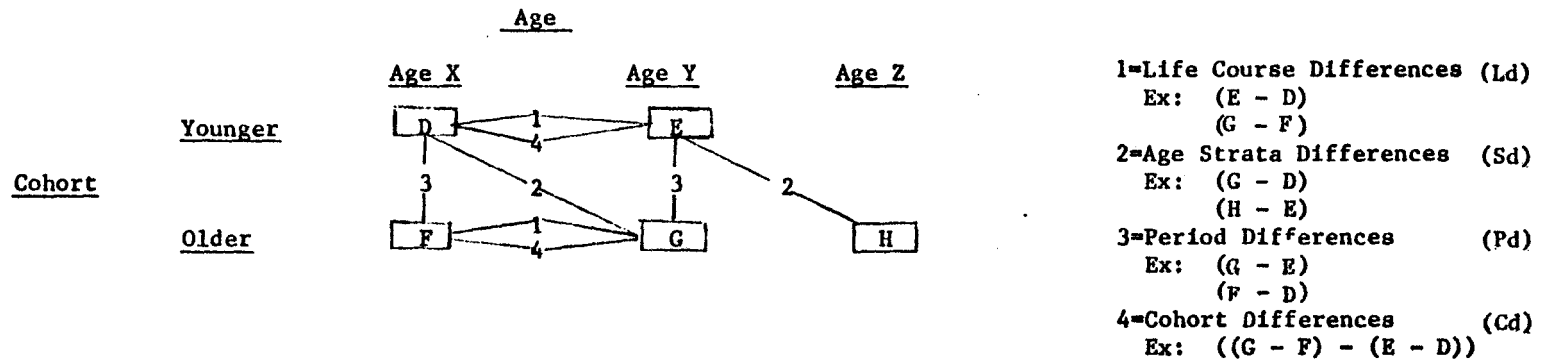 Age
Age X Age Y Age Z
Younger D 1 4 E
Cohort 3 2 3 2
Older F 1 4 G H
1=Life Course Differences (Ld)
Ex: (E - D)
(G - F)
2=Age Strata Differences (Sd)
Ex: (G - D)
(H - E)
3=Period Differences (Pd)
Ex: (G - E)
(F - D)
4=Cohort Differences (Cd)
Ex: ((G - F) - (E - D))